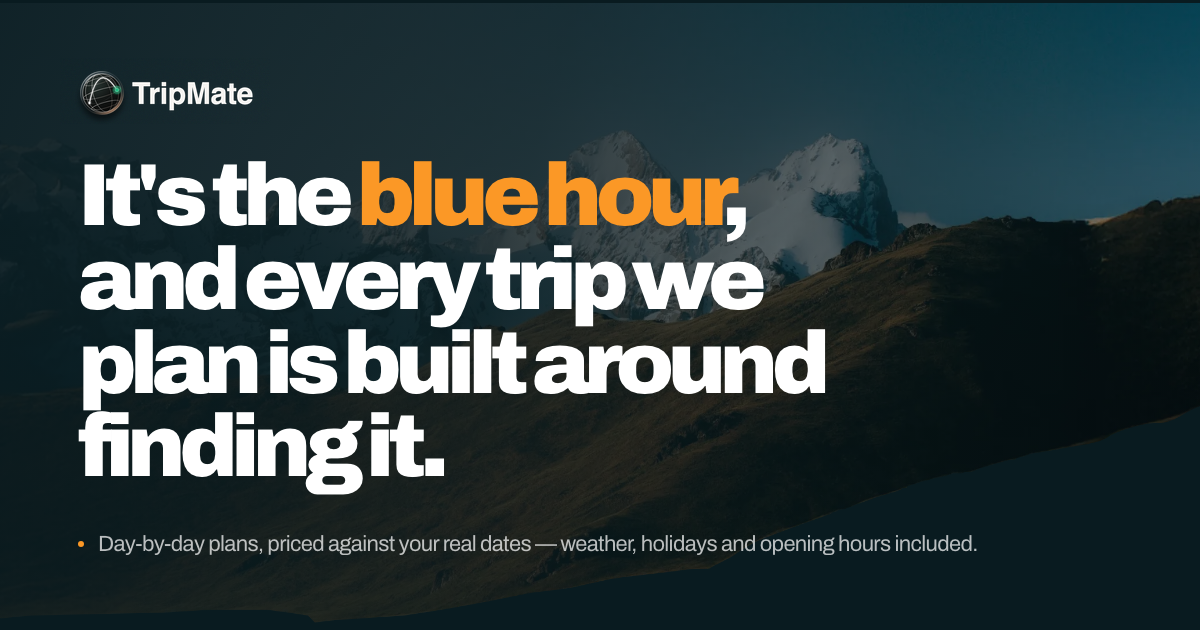 TripMate
It's the blue hour,
and every trip we
plan is built around
finding it.
Day-by-day plans, priced against your real dates — weather, holidays and opening hours included.